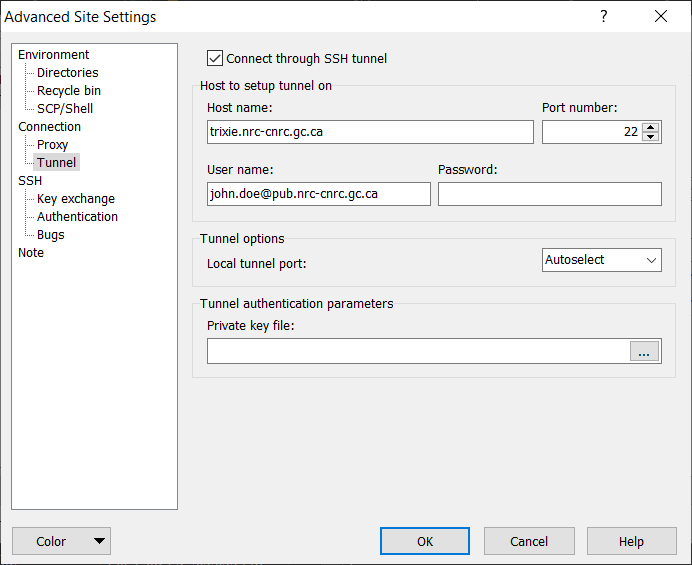 Advanced Site Settings
Environment
Directories
Recycle bin
SCP/Shell
Connection
Proxy
Tunnel
SSH
Key exchange
Authentication
Bugs
Note
Connect through SSH tunnel
Host to setup tunnel on
Host name: Port number:
trixie.nrc-cnrc.gc.ca 22
User name: Password:
john.doe@pub.nrc-cnrc.gc.ca
Tunnel options
Local tunnel port: Autoselect
Tunnel authentication parameters
Private key file:
...
Color OK Cancel Help